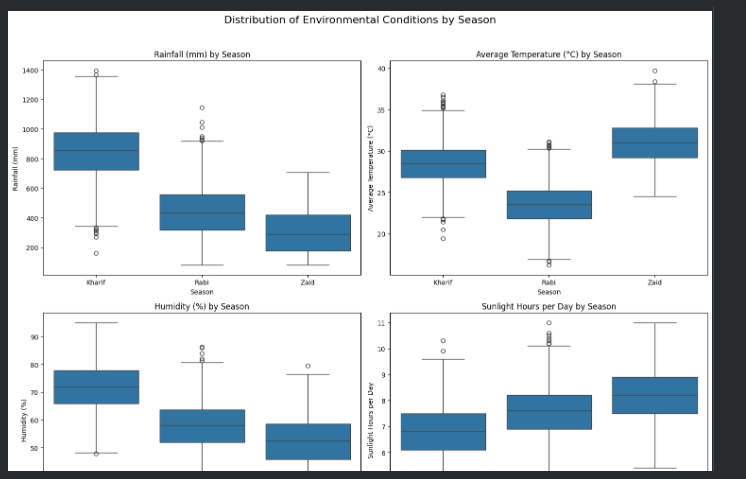 Distribution of Environmental Conditions by Season
Rainfall (mm) by Season
Rainfall (mm)
1400
1200
1000
800
600
400
200
Kharif Rabi Zaid
Season
Average Temperature (°C) by Season
Average Temperature (°C)
40
35
30
25
20
Kharif Rabi Zaid
Season
Humidity (%) by Season
Humidity (%)
90
80
70
60
50
Sunlight Hours per Day by Season
Sunlight Hours per Day
11
10
9
8
7
6